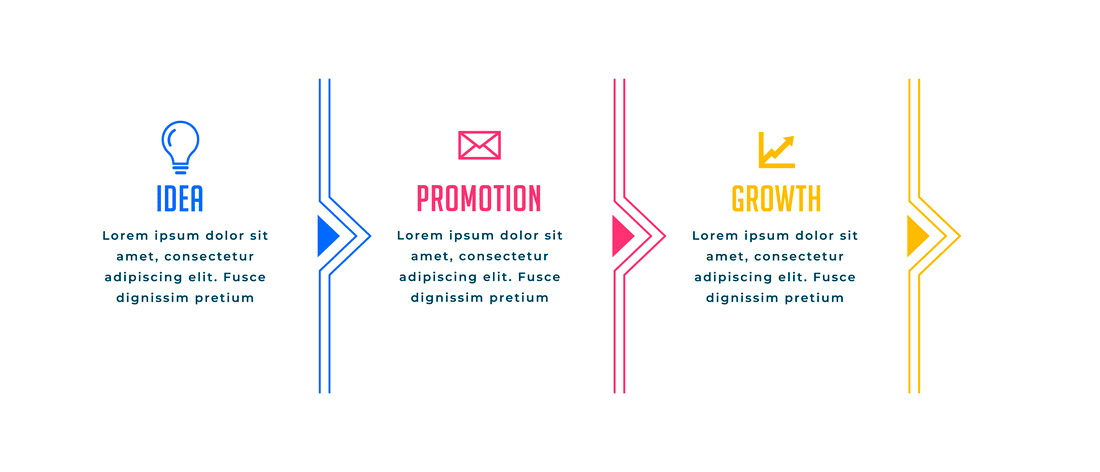 IDEA
Lorem ipsum dolor sit
amet, consectetur
adipiscing elit. Fusce
dignissim pretium
PROMOTION
Lorem ipsum dolor sit
amet, consectetur
adipiscing elit. Fusce
dignissim pretium
GROWTH
Lorem ipsum dolor sit
amet, consectetur
adipiscing elit. Fusce
dignissim pretium